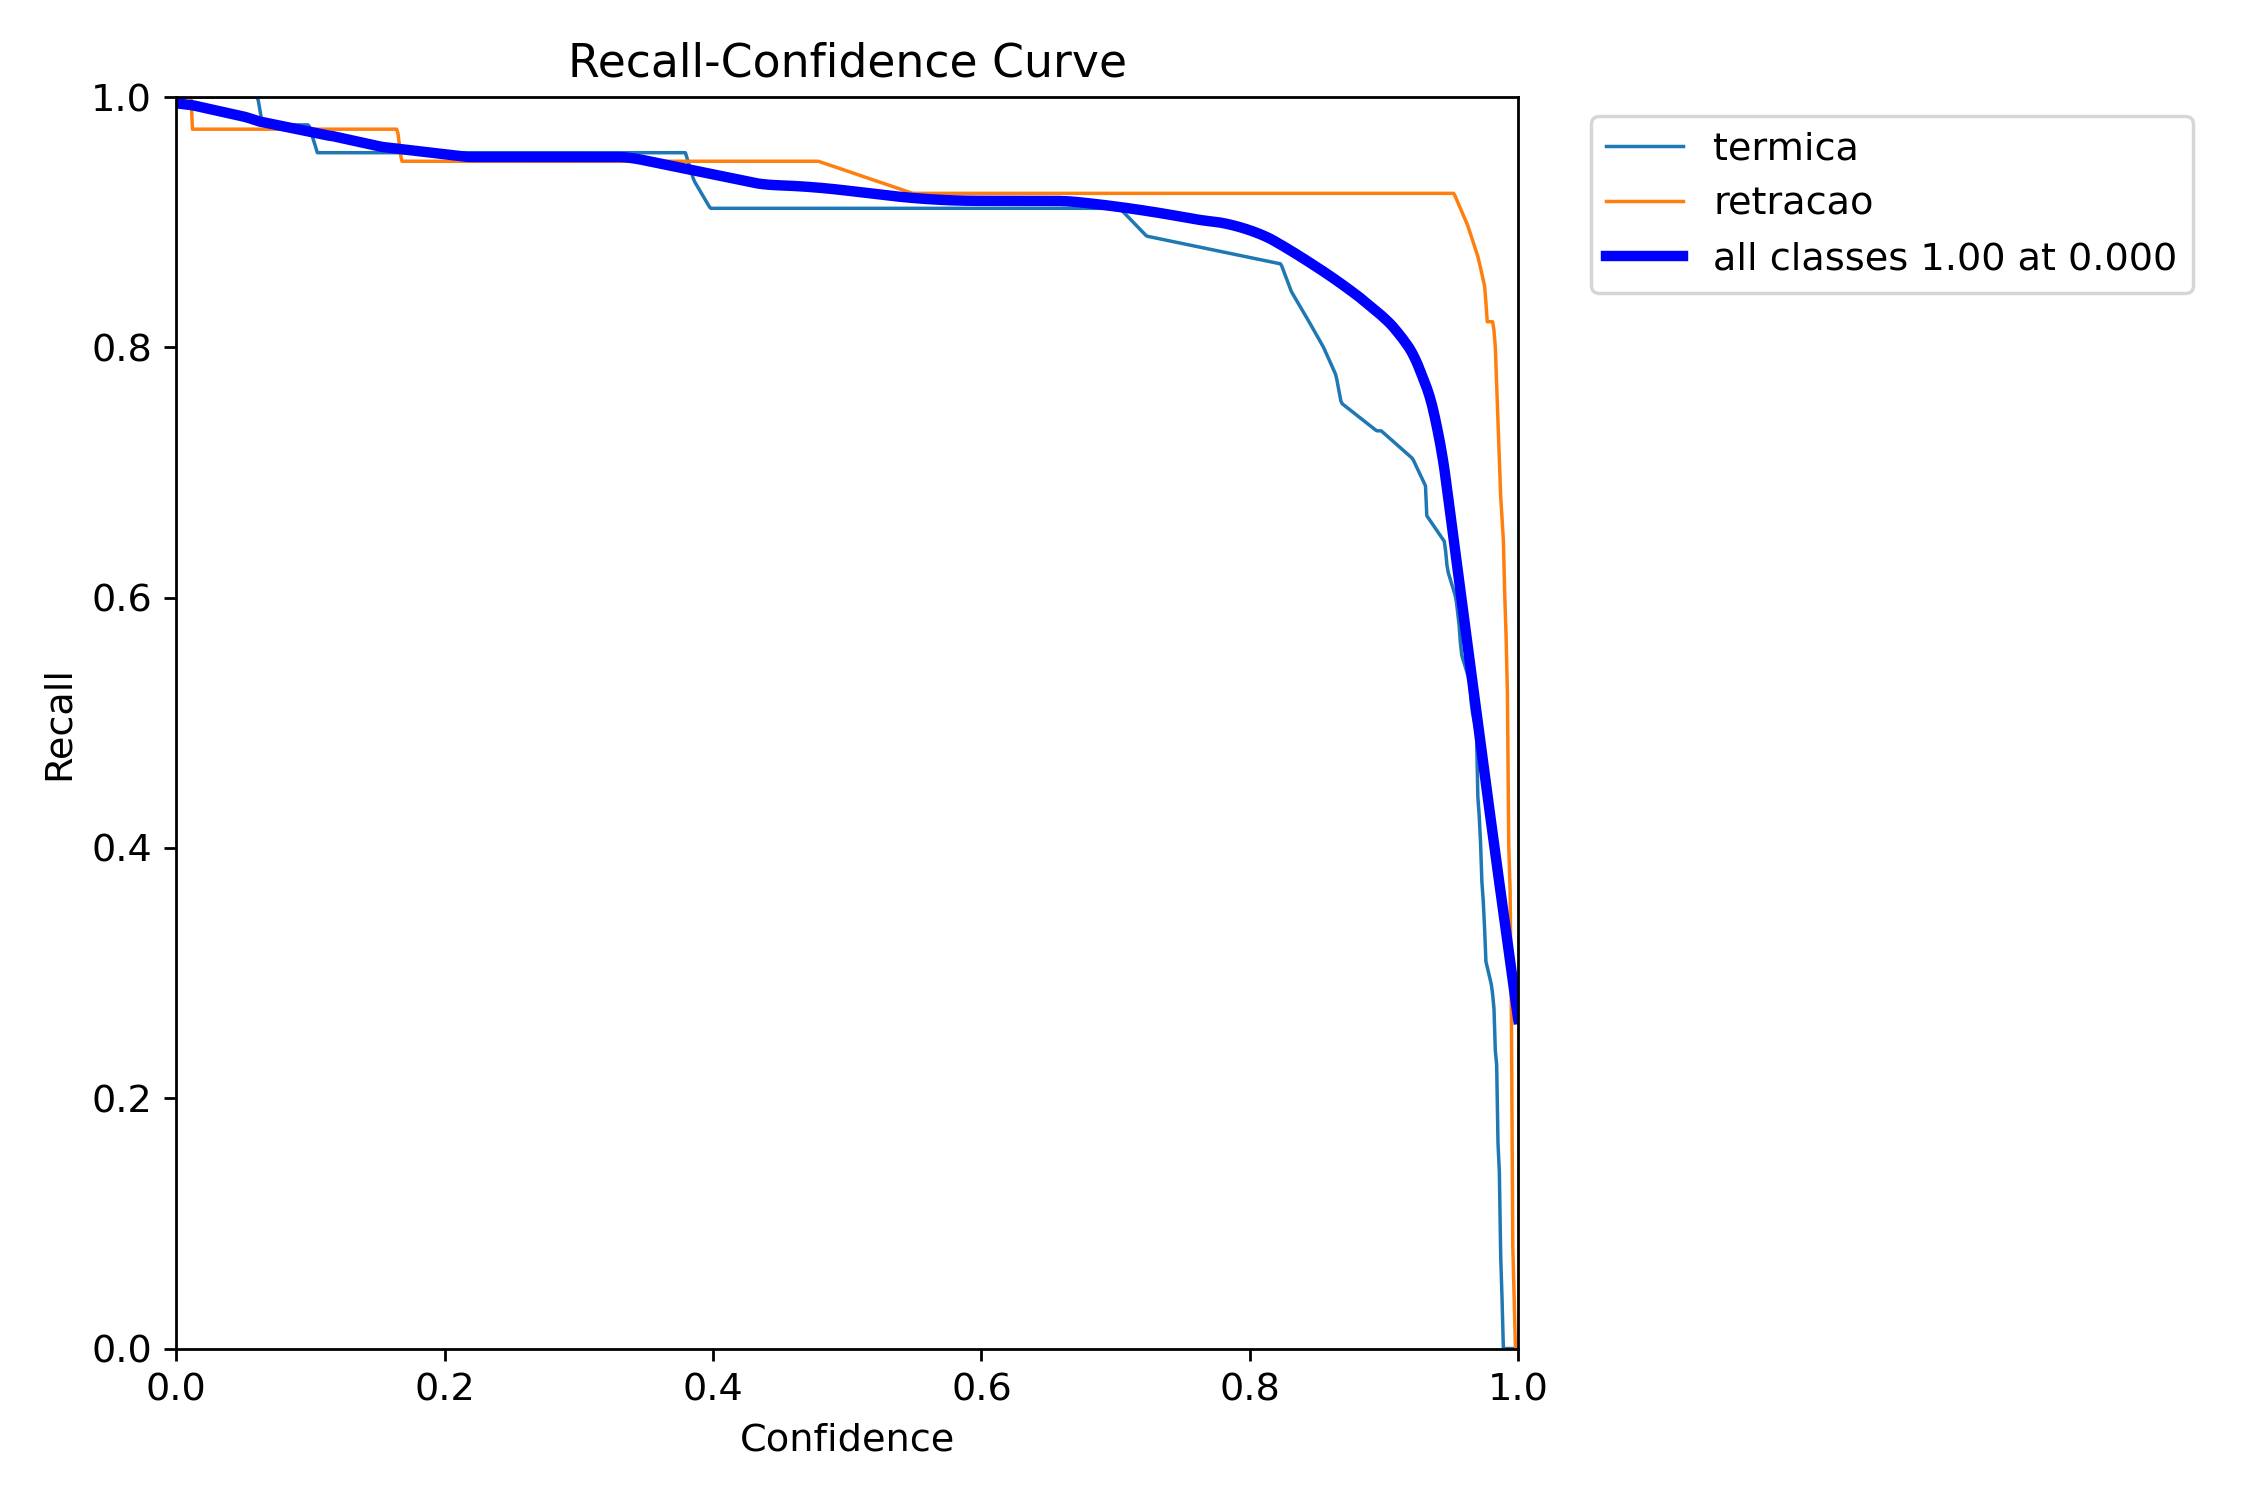 Recall-Confidence Curve
1.0
0.8
0.6
0.4
0.2
0.0
Recall
0.0 0.2 0.4 0.6 0.8 1.0
Confidence
termica
retracao
all classes 1.00 at 0.000